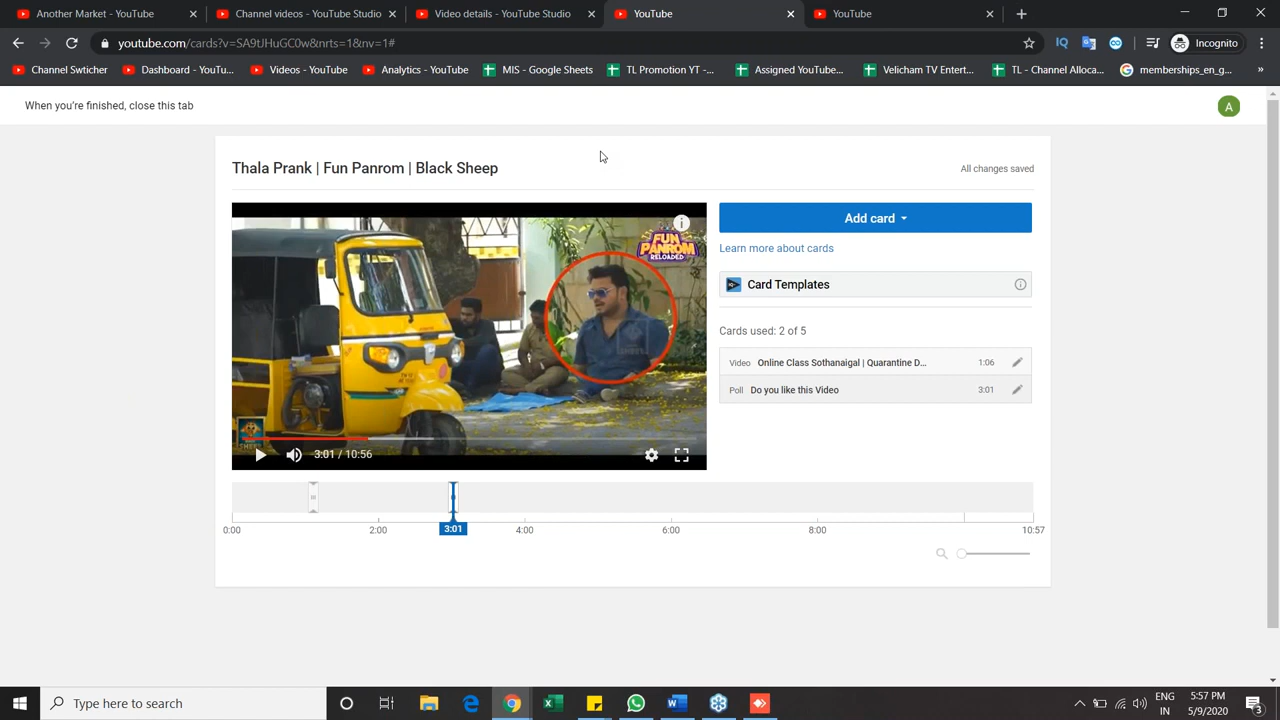 Another Market - YouTube
Channel videos - YouTube Studio
Video details - YouTube Studio
YouTube
YouTube
youtube.com/cards?v=SA9tJHuGC0w&nrts=1&nv=1#
IQ
Incognito
Channel Swticher
Dashboard - YouTu...
Videos - YouTube
Analytics - YouTube
MIS - Google Sheets
TL Promotion YT -...
Assigned YouTube...
Velicham TV Entert...
TL - Channel Alloca...
memberships_en_g...
»
When you're finished, close this tab
A
Thala Prank | Fun Panrom | Black Sheep
All changes saved
FUN
PANROM
RELOADED
3:01 / 10:56
Add card
Learn more about cards
Card Templates
Cards used: 2 of 5
Video Online Class Sothanaigal | Quarantine D... 1:06
Poll Do you like this Video 3:01
0:00 2:00 3:01 4:00 6:00 8:00 10:57
Type here to search
ENG
IN
5:57 PM
5/9/2020
3